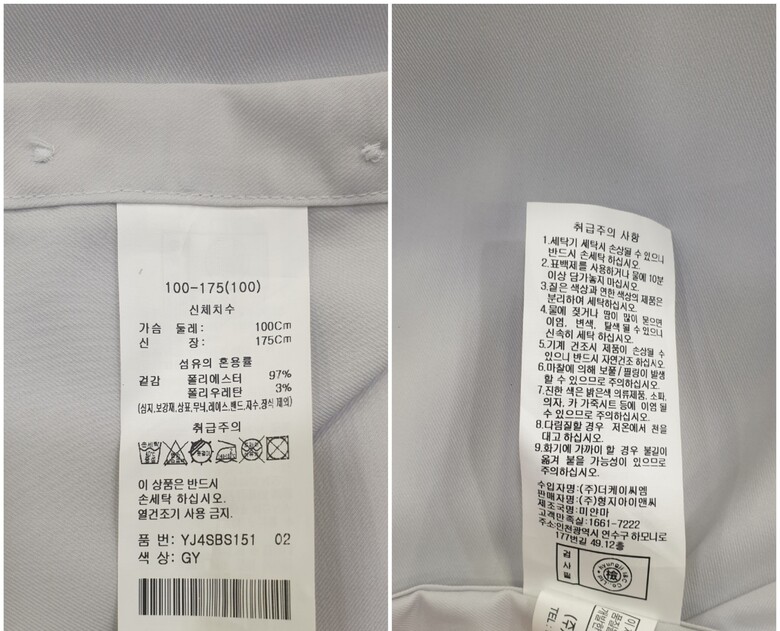 100-175(100)
신체치수
가슴 둘레: 100Cm
신 장: 175Cm
섬유의 혼용률
겉감 폴리에스터 97%
폴리우레탄 3%
(심지,보강재,상표,무늬,레이스,밴드,자수,장식 제외)
취급주의
이 상품은 반드시
손세탁 하십시오.
열건조기 사용 금지.
품 번: YJ4SBS151 02
색 상: GY
취급주의 사항
1.세탁기 세탁시 손상될 수 있으니
반드시 손세탁 하십시오.
2.표백제를 사용하거나 물에 10분
이상 담가놓지 마십시오.
3.짙은 색상과 연한 색상의 제품은
분리하여 세탁하십시오.
4.물에 젖거나 땀이 많이 묻으면
이염, 변색, 탈색 될 수 있으니
신속히 세탁 하십시오.
5.기계 건조시 제품이 손상될 수
있으니 반드시 자연건조 하십시오.
6.마찰에 의해 보풀/필링이 발생
할 수 있으므로 주의하십시오.
7.진한 색은 밝은색 의류제품, 소파,
의자, 카 가죽시트 등에 이염 될
수 있으므로 주의하십시오.
8.다림질할 경우 저온에서 천을
대고 하십시오.
9.화기에 가까이 할 경우 불길이
옮겨 붙을 가능성이 있으므로
주의하십시오.
수입자명:(주)더케이씨엠
판매자명:(주)형지아이앤씨
제조국명:미얀마
고객만족실:1661-7222
주소:인천광역시 연수구 하모니로
177번길 49.12층
검사필
檢
(주
TEL: